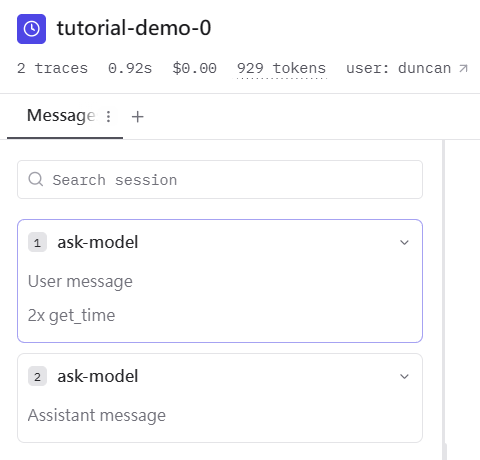 tutorial-demo-0
2 traces 0.92s $0.00 929 tokens user: duncan
Message
Search session
1 ask-model
User message
2x get_time
2 ask-model
Assistant message